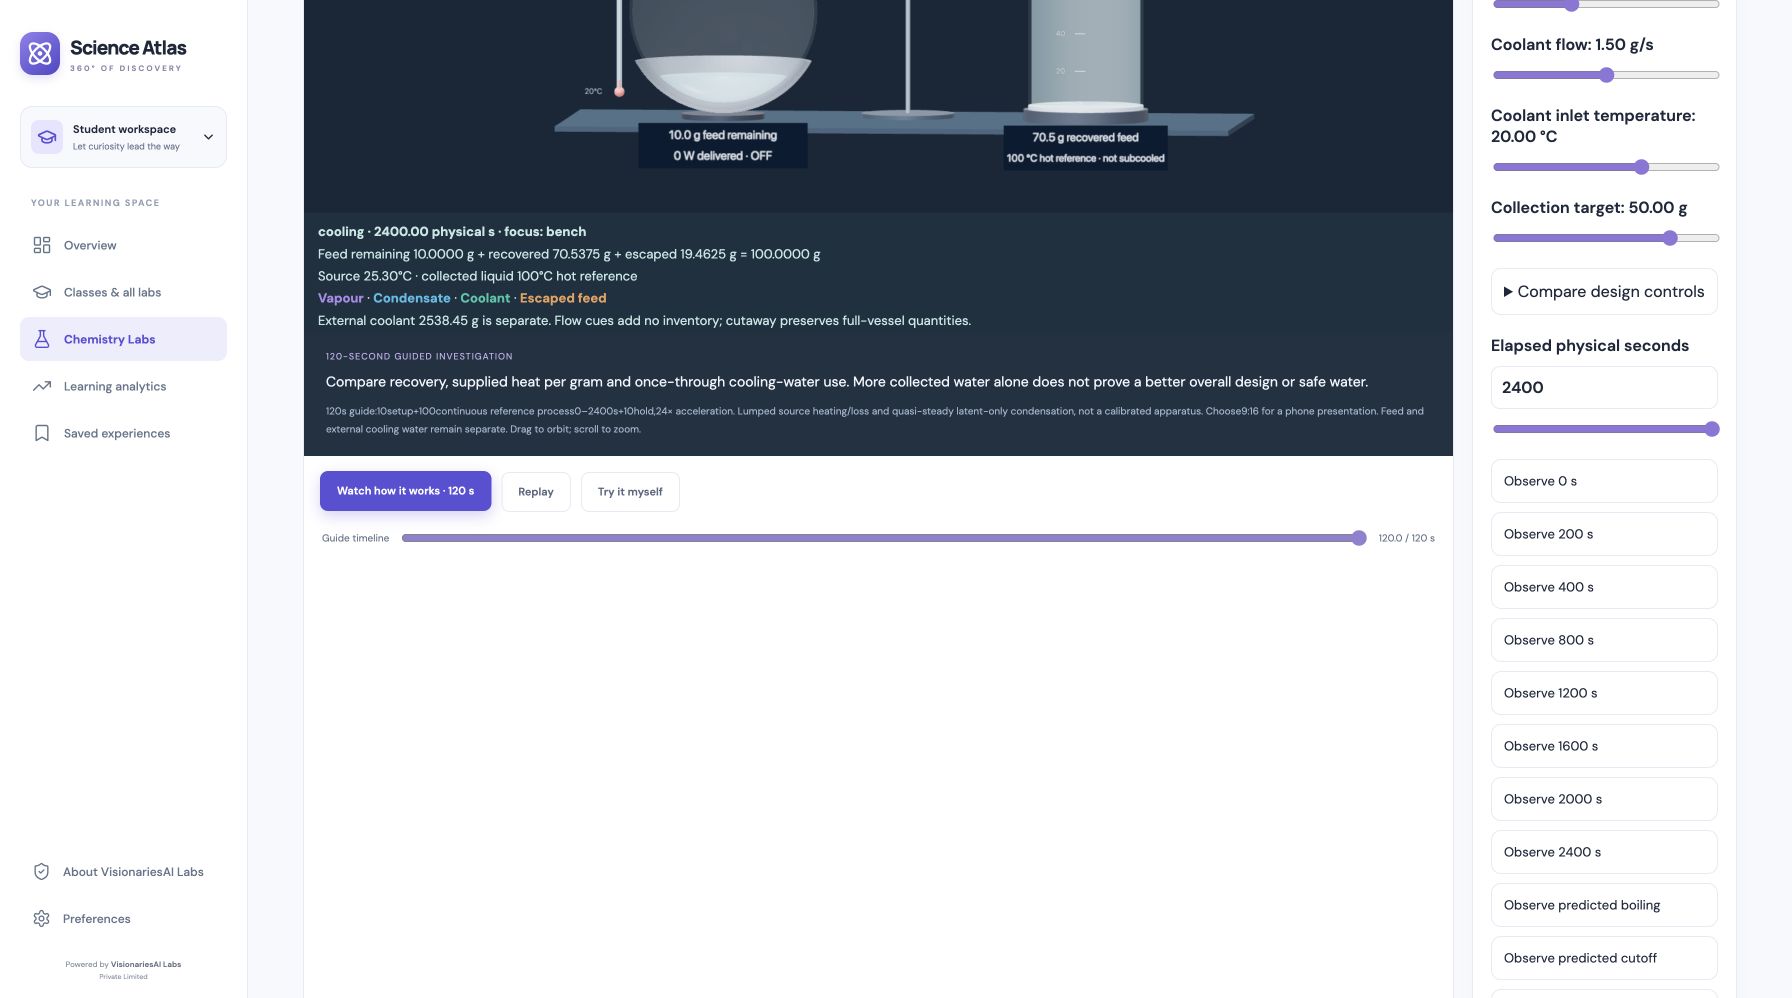 Science Atlas
360° OF DISCOVERY
Student workspace
Let curiosity lead the way
YOUR LEARNING SPACE
Overview
Classes & all labs
Chemistry Labs
Learning analytics
Saved experiences
About VisionariesAI Labs
Preferences
Powered by VisionariesAI Labs
Private Limited
40
20
20°C
10.0 g feed remaining
0 W delivered · OFF
70.5 g recovered feed
100 °C hot reference · not subcooled
cooling · 2400.00 physical s · focus: bench
Feed remaining 10.0000 g + recovered 70.5375 g + escaped 19.4625 g = 100.0000 g
Source 25.30°C · collected liquid 100°C hot reference
Vapour · Condensate · Coolant · Escaped feed
External coolant 2538.45 g is separate. Flow cues add no inventory; cutaway preserves full-vessel quantities.
120-SECOND GUIDED INVESTIGATION
Compare recovery, supplied heat per gram and once-through cooling-water use. More collected water alone does not prove a better overall design or safe water.
120s guide:10setup+100continuous reference process0–2400s+10hold,24× acceleration. Lumped source heating/loss and quasi-steady latent-only condensation, not a calibrated apparatus. Choose9:16 for a phone presentation. Feed and
external cooling water remain separate. Drag to orbit; scroll to zoom.
Watch how it works · 120 s
Replay
Try it myself
Guide timeline
120.0 / 120 s
Coolant flow: 1.50 g/s
Coolant inlet temperature:
20.00 °C
Collection target: 50.00 g
▶ Compare design controls
Elapsed physical seconds
2400
Observe 0 s
Observe 200 s
Observe 400 s
Observe 800 s
Observe 1200 s
Observe 1600 s
Observe 2000 s
Observe 2400 s
Observe predicted boiling
Observe predicted cutoff